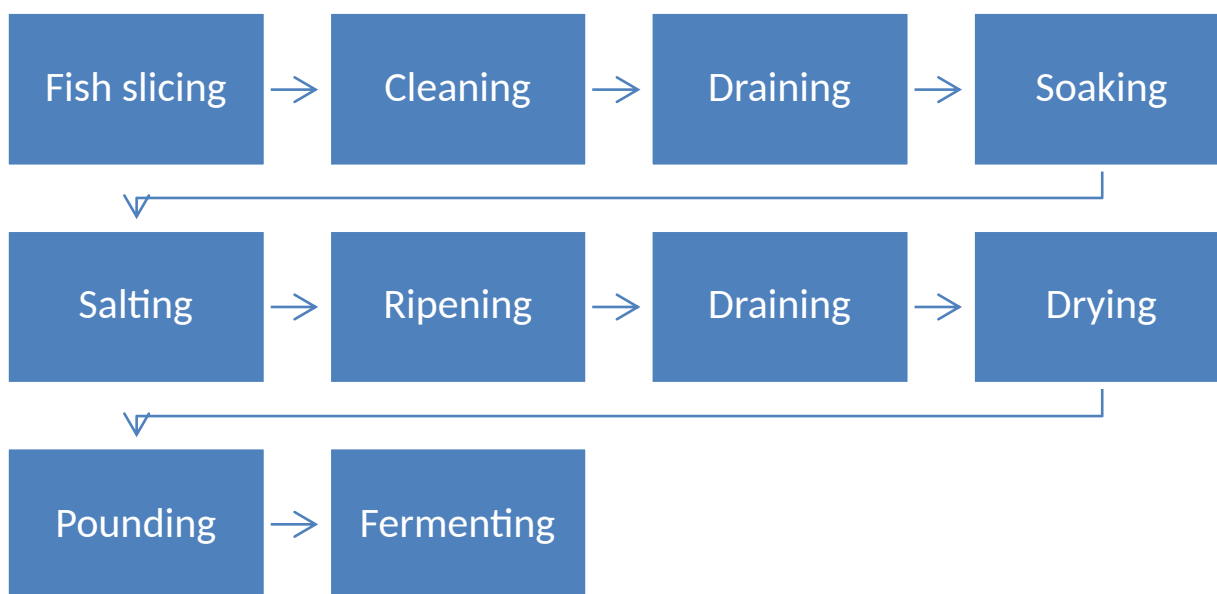 Fish slicing
Cleaning
Draining
Soaking
Salting
Ripening
Draining
Drying
Pounding
Fermenting